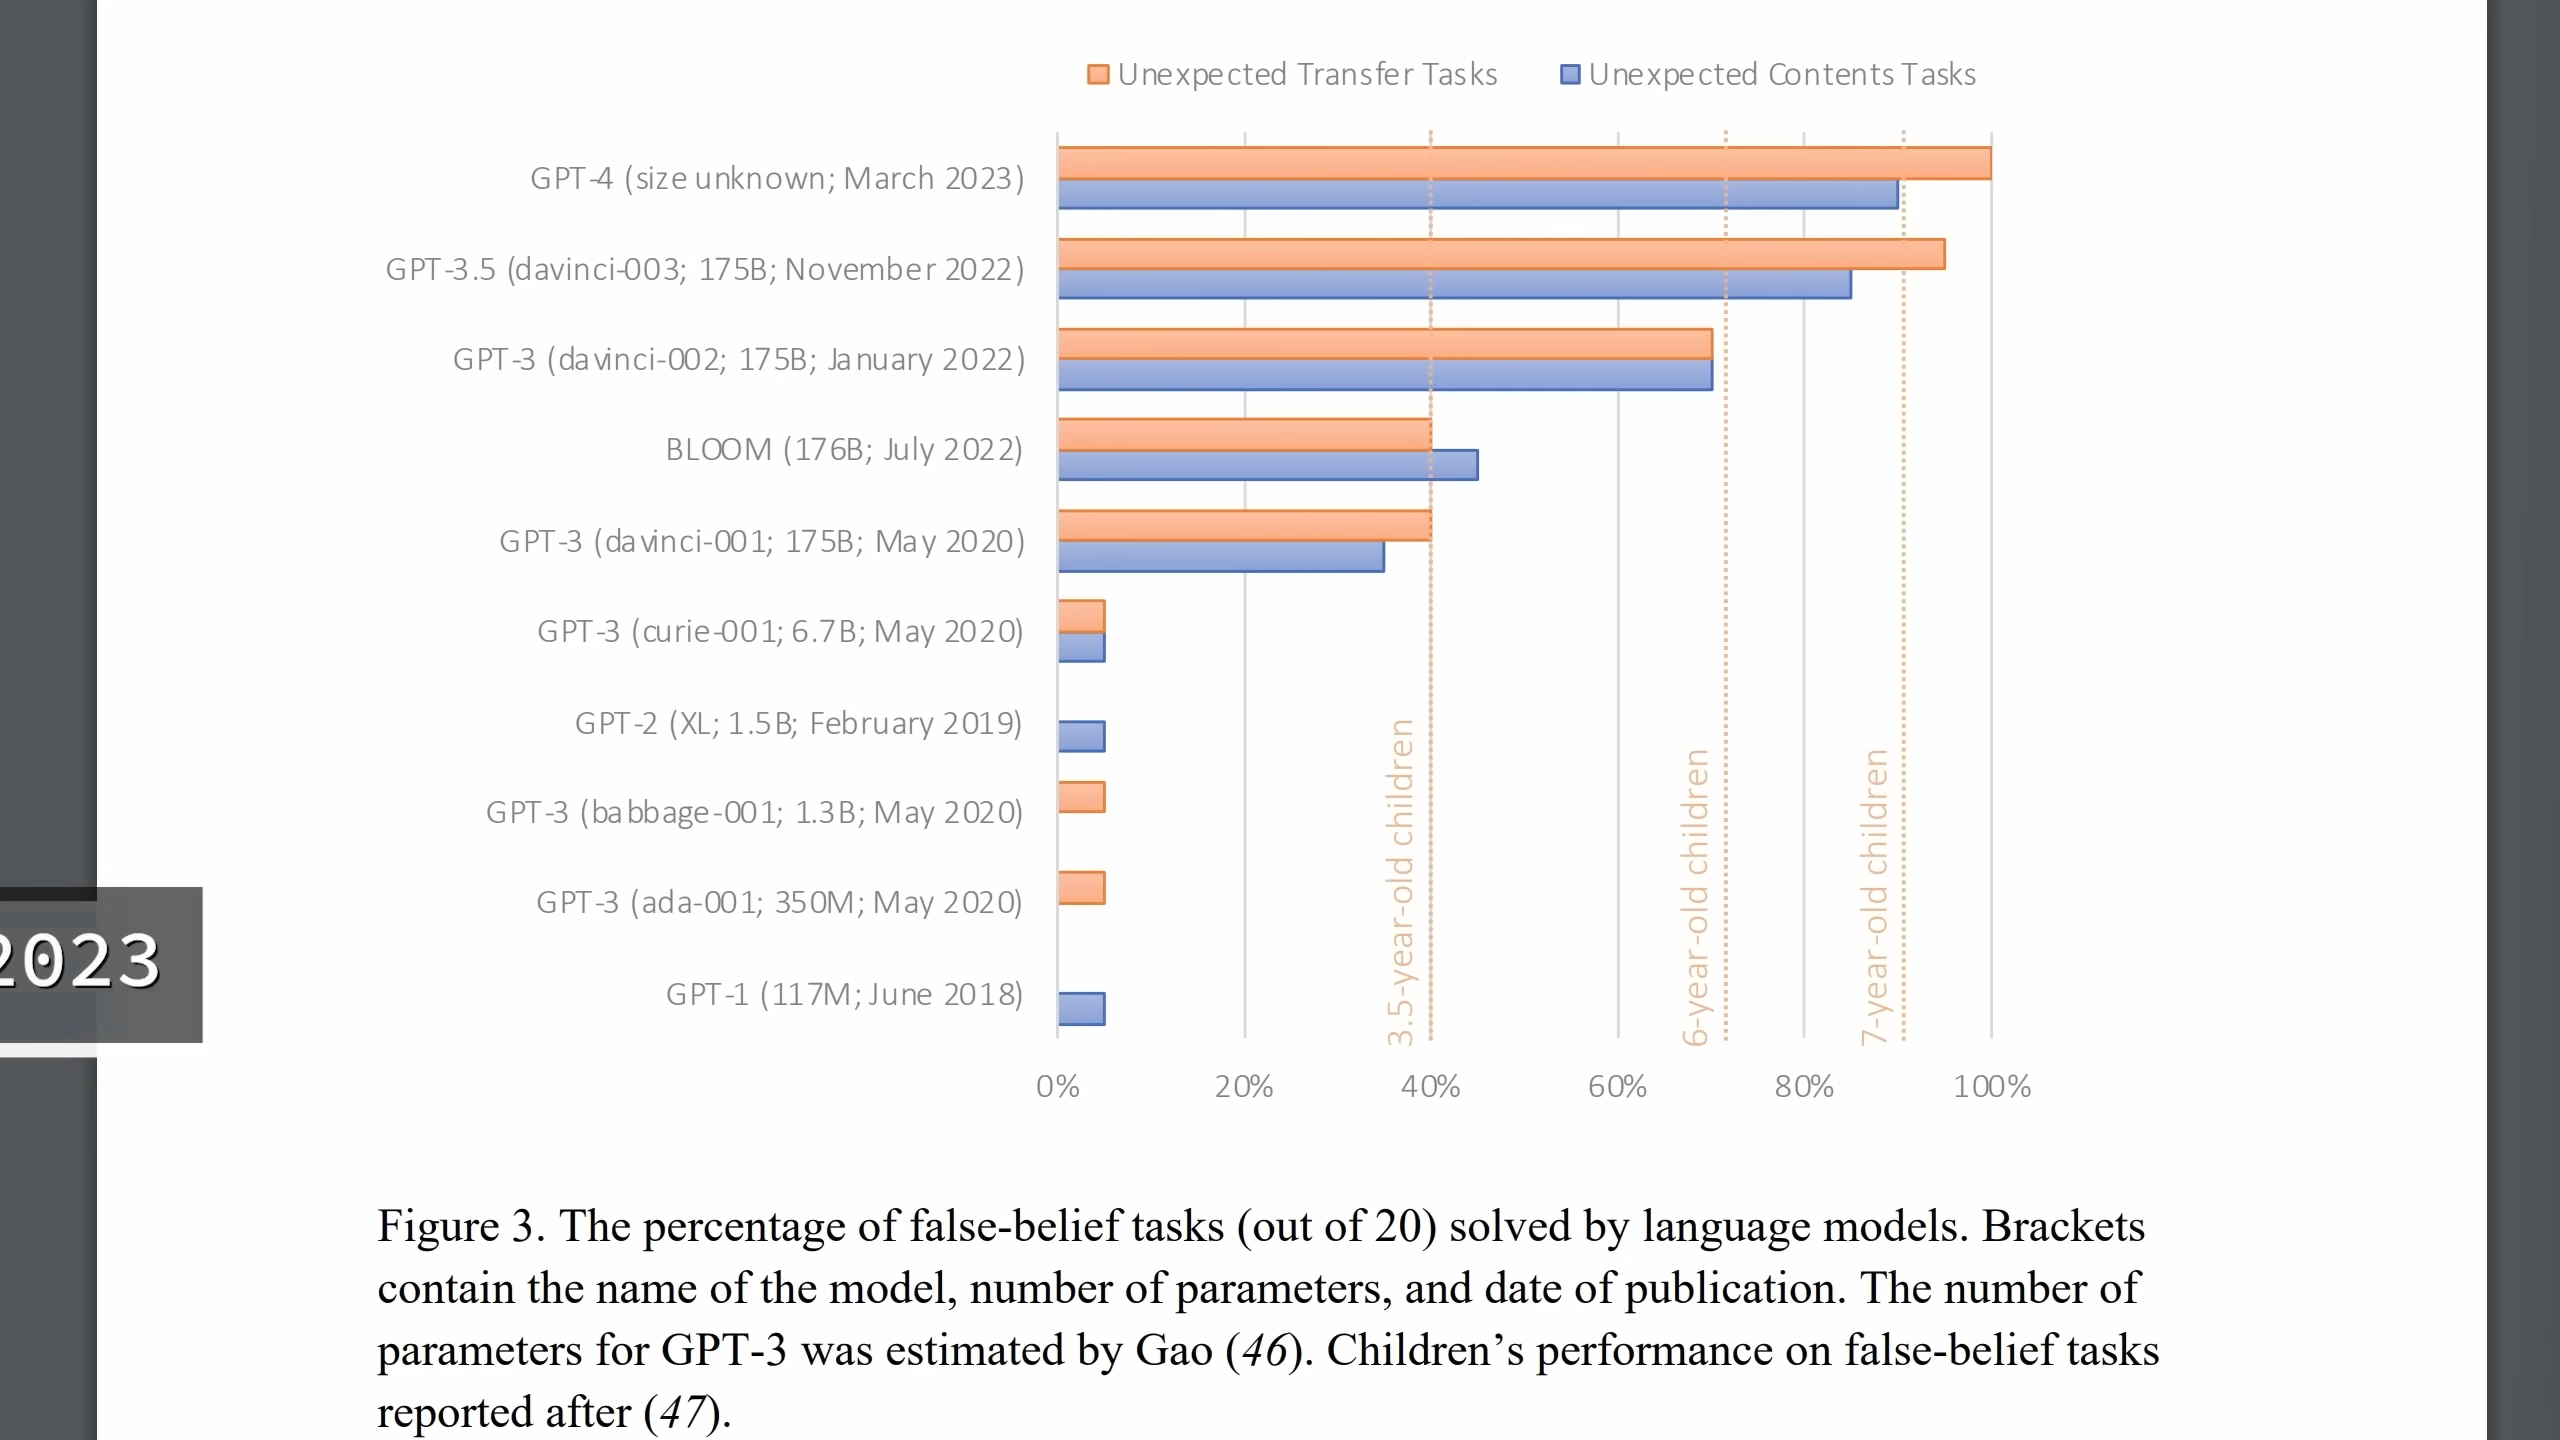 Unexpected Transfer Tasks
Unexpected Contents Tasks
GPT-4 (size unknown; March 2023)
GPT-3.5 (davinci-003; 175B; November 2022)
GPT-3 (davinci-002; 175B; January 2022)
BLOOM (176B; July 2022)
GPT-3 (davinci-001; 175B; May 2020)
GPT-3 (curie-001; 6.7B; May 2020)
GPT-2 (XL; 1.5B; February 2019)
GPT-3 (babbage-001; 1.3B; May 2020)
GPT-3 (ada-001; 350M; May 2020)
GPT-1 (117M; June 2018)
3.5-year-old children
6-year-old children
7-year-old children
0%
20%
40%
60%
80%
100%
2023
Figure 3. The percentage of false-belief tasks (out of 20) solved by language models. Brackets
contain the name of the model, number of parameters, and date of publication. The number of
parameters for GPT-3 was estimated by Gao (46). Children’s performance on false-belief tasks
reported after (47).